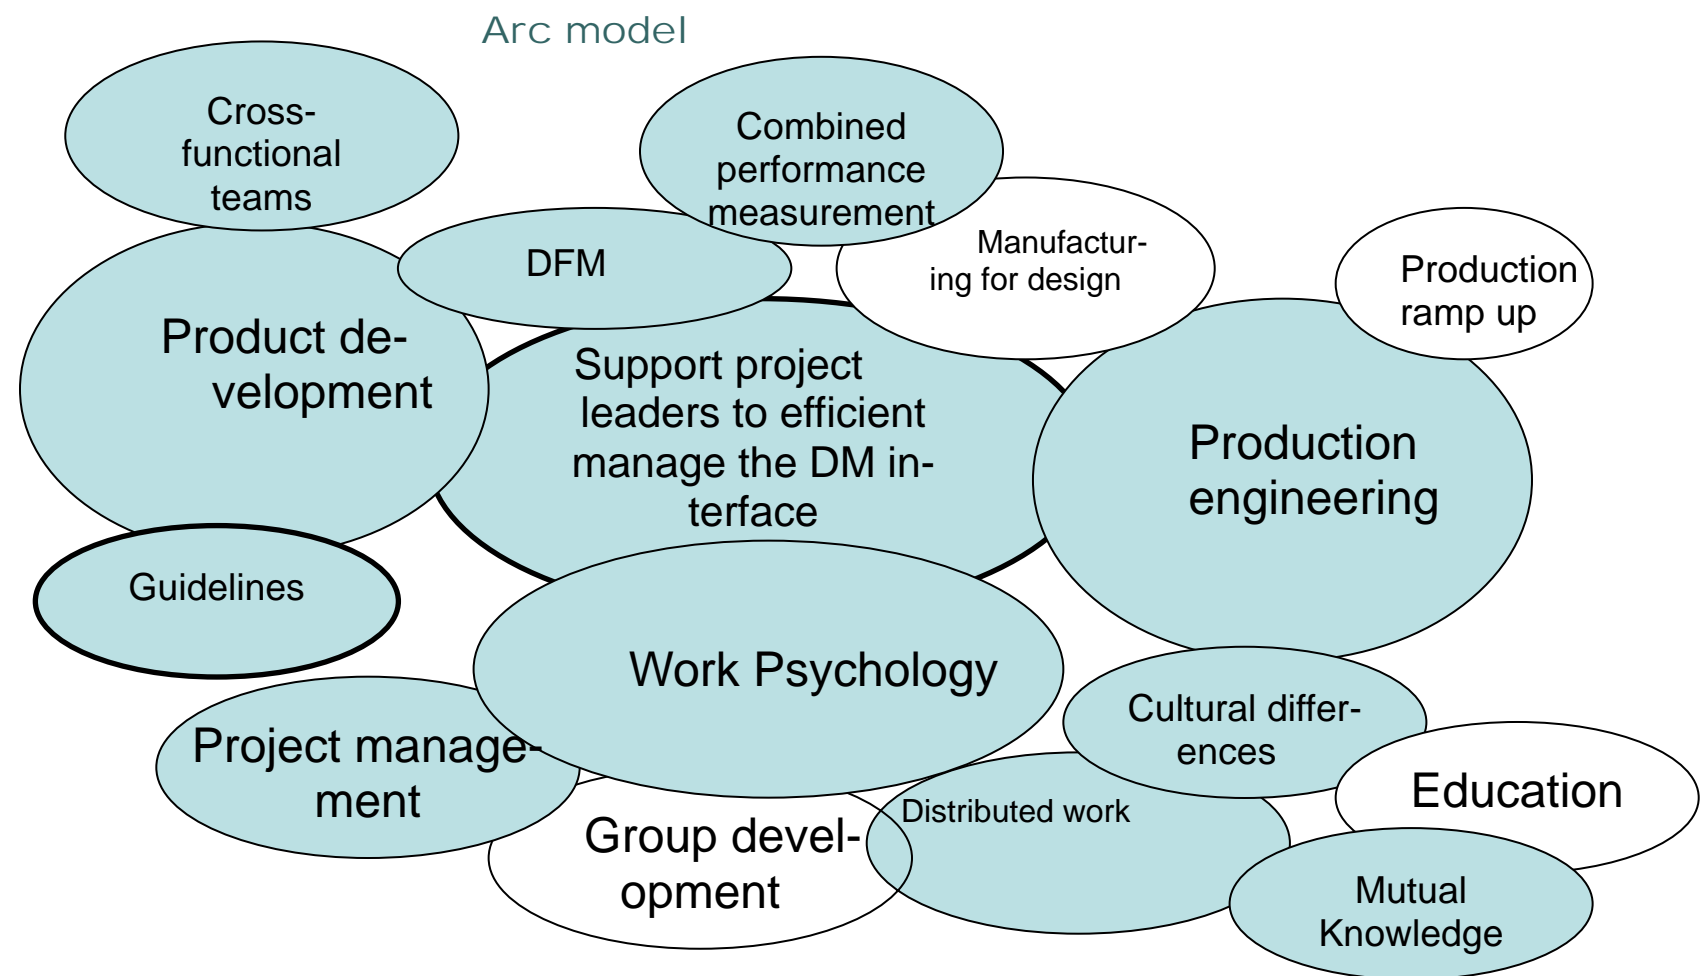 Arc model
Cross-
functional
teams
Combined
performance
measurement
DFM
Manufactur-
ing for design
Production
ramp up
Product de-
velopment
Support project
leaders to efficient
manage the DM in-
terface
Production
engineering
Guidelines
Work Psychology
Cultural differ-
ences
Project manage-
ment
Education
Distributed work
Group devel-
opment
Mutual
Knowledge